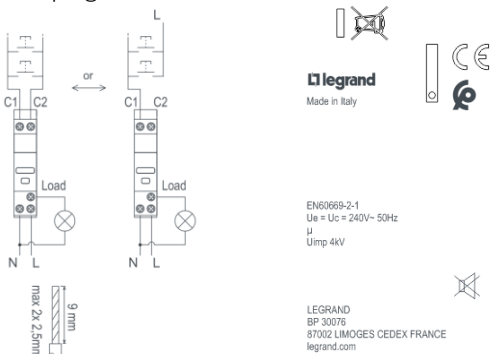 L
or
C1 C2
C1 C2
Load
Load
N L
N L
9 mm
max 2x 2,5mm
legrand
Made in Italy
CE
EN60669-2-1
Ue = Uc = 240V~ 50Hz
μ
Uimp 4kV
LEGRAND
BP 30076
87002 LIMOGES CEDEX FRANCE
legrand.com